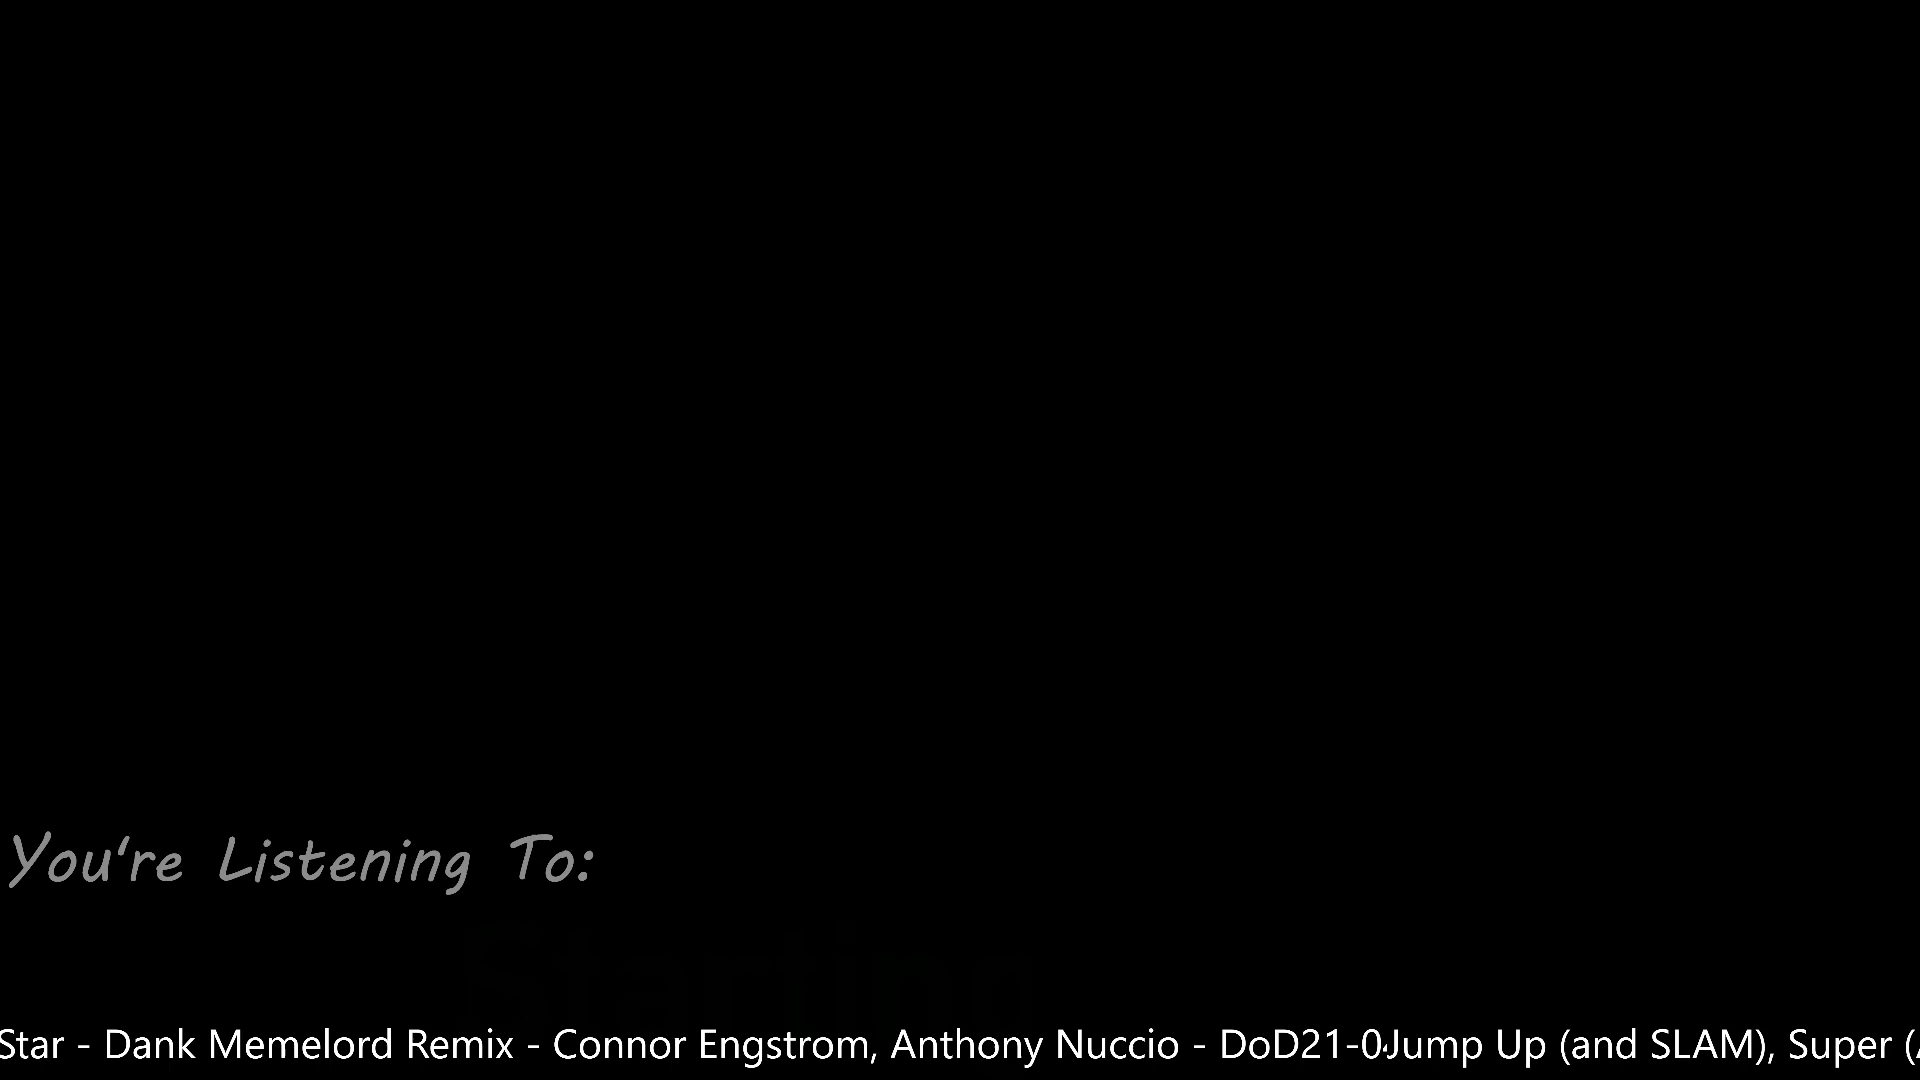 You're Listening To:
Star - Dank Memelord Remix - Connor Engstrom, Anthony Nuccio - DoD21-0Jump Up (and SLAM), Super (